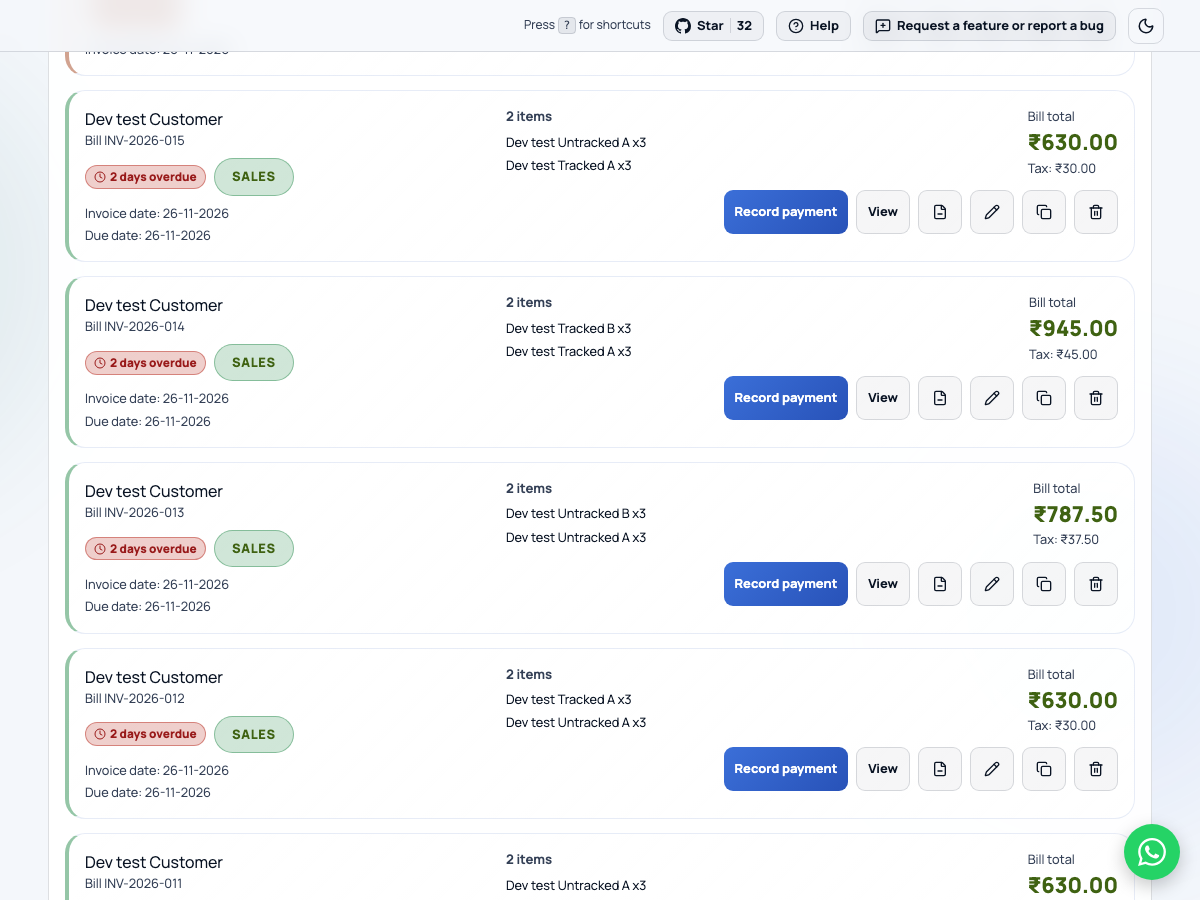 Press ? for shortcuts
Star 32
Help
Request a feature or report a bug
Invoice date: 26-11-2026
Dev test Customer
Bill INV-2026-015
2 days overdue
SALES
Invoice date: 26-11-2026
Due date: 26-11-2026
2 items
Dev test Untracked A x3
Dev test Tracked A x3
Bill total
₹630.00
Tax: ₹30.00
Record payment
View
Dev test Customer
Bill INV-2026-014
2 days overdue
SALES
Invoice date: 26-11-2026
Due date: 26-11-2026
2 items
Dev test Tracked B x3
Dev test Tracked A x3
Bill total
₹945.00
Tax: ₹45.00
Record payment
View
Dev test Customer
Bill INV-2026-013
2 days overdue
SALES
Invoice date: 26-11-2026
Due date: 26-11-2026
2 items
Dev test Untracked B x3
Dev test Untracked A x3
Bill total
₹787.50
Tax: ₹37.50
Record payment
View
Dev test Customer
Bill INV-2026-012
2 days overdue
SALES
Invoice date: 26-11-2026
Due date: 26-11-2026
2 items
Dev test Tracked A x3
Dev test Untracked A x3
Bill total
₹630.00
Tax: ₹30.00
Record payment
View
Dev test Customer
Bill INV-2026-011
2 items
Dev test Untracked A x3
Bill total
₹630.00